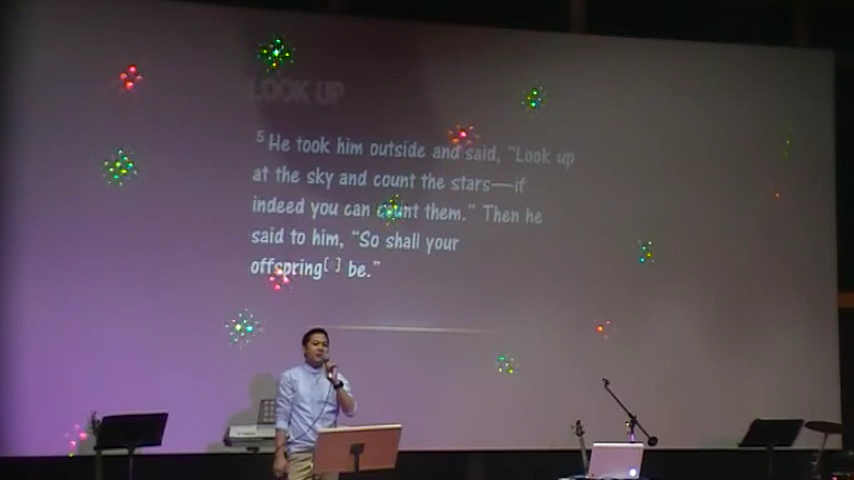 LOOK UP
5 He took him outside and said, “Look up
at the sky and count the stars—if
indeed you can count them.” Then he
said to him, “So shall your
offspring[ ] be.”